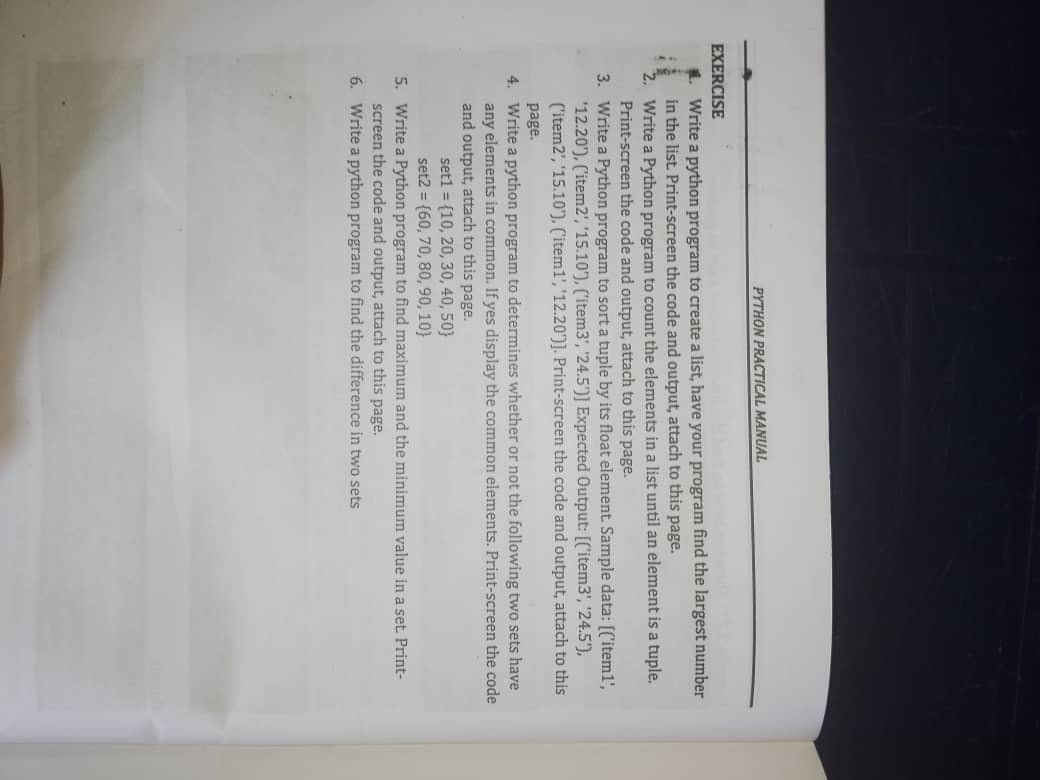 PYTHON PRACTICAL MANUAL
EXERCISE
1. Write a python program to create a list, have your program find the largest number
in the list. Print-screen the code and output, attach to this page.
2. Write a Python program to count the elements in a list until an element is a tuple.
Print-screen the code and output, attach to this page.
3. Write a Python program to sort a tuple by its float element. Sample data: [('item1',
'12.20'), ('item2', '15.10'), ('item3', '24.5')] Expected Output: [('item3', '24.5'),
('item2', '15.10'), ('item1', '12.20')]. Print-screen the code and output, attach to this
page.
4. Write a python program to determines whether or not the following two sets have
any elements in common. If yes display the common elements. Print-screen the code
and output, attach to this page.
set1 = {10, 20, 30, 40, 50}
set2 = {60, 70, 80, 90, 10}
5. Write a Python program to find maximum and the minimum value in a set. Print-
screen the code and output, attach to this page.
6. Write a python program to find the difference in two sets